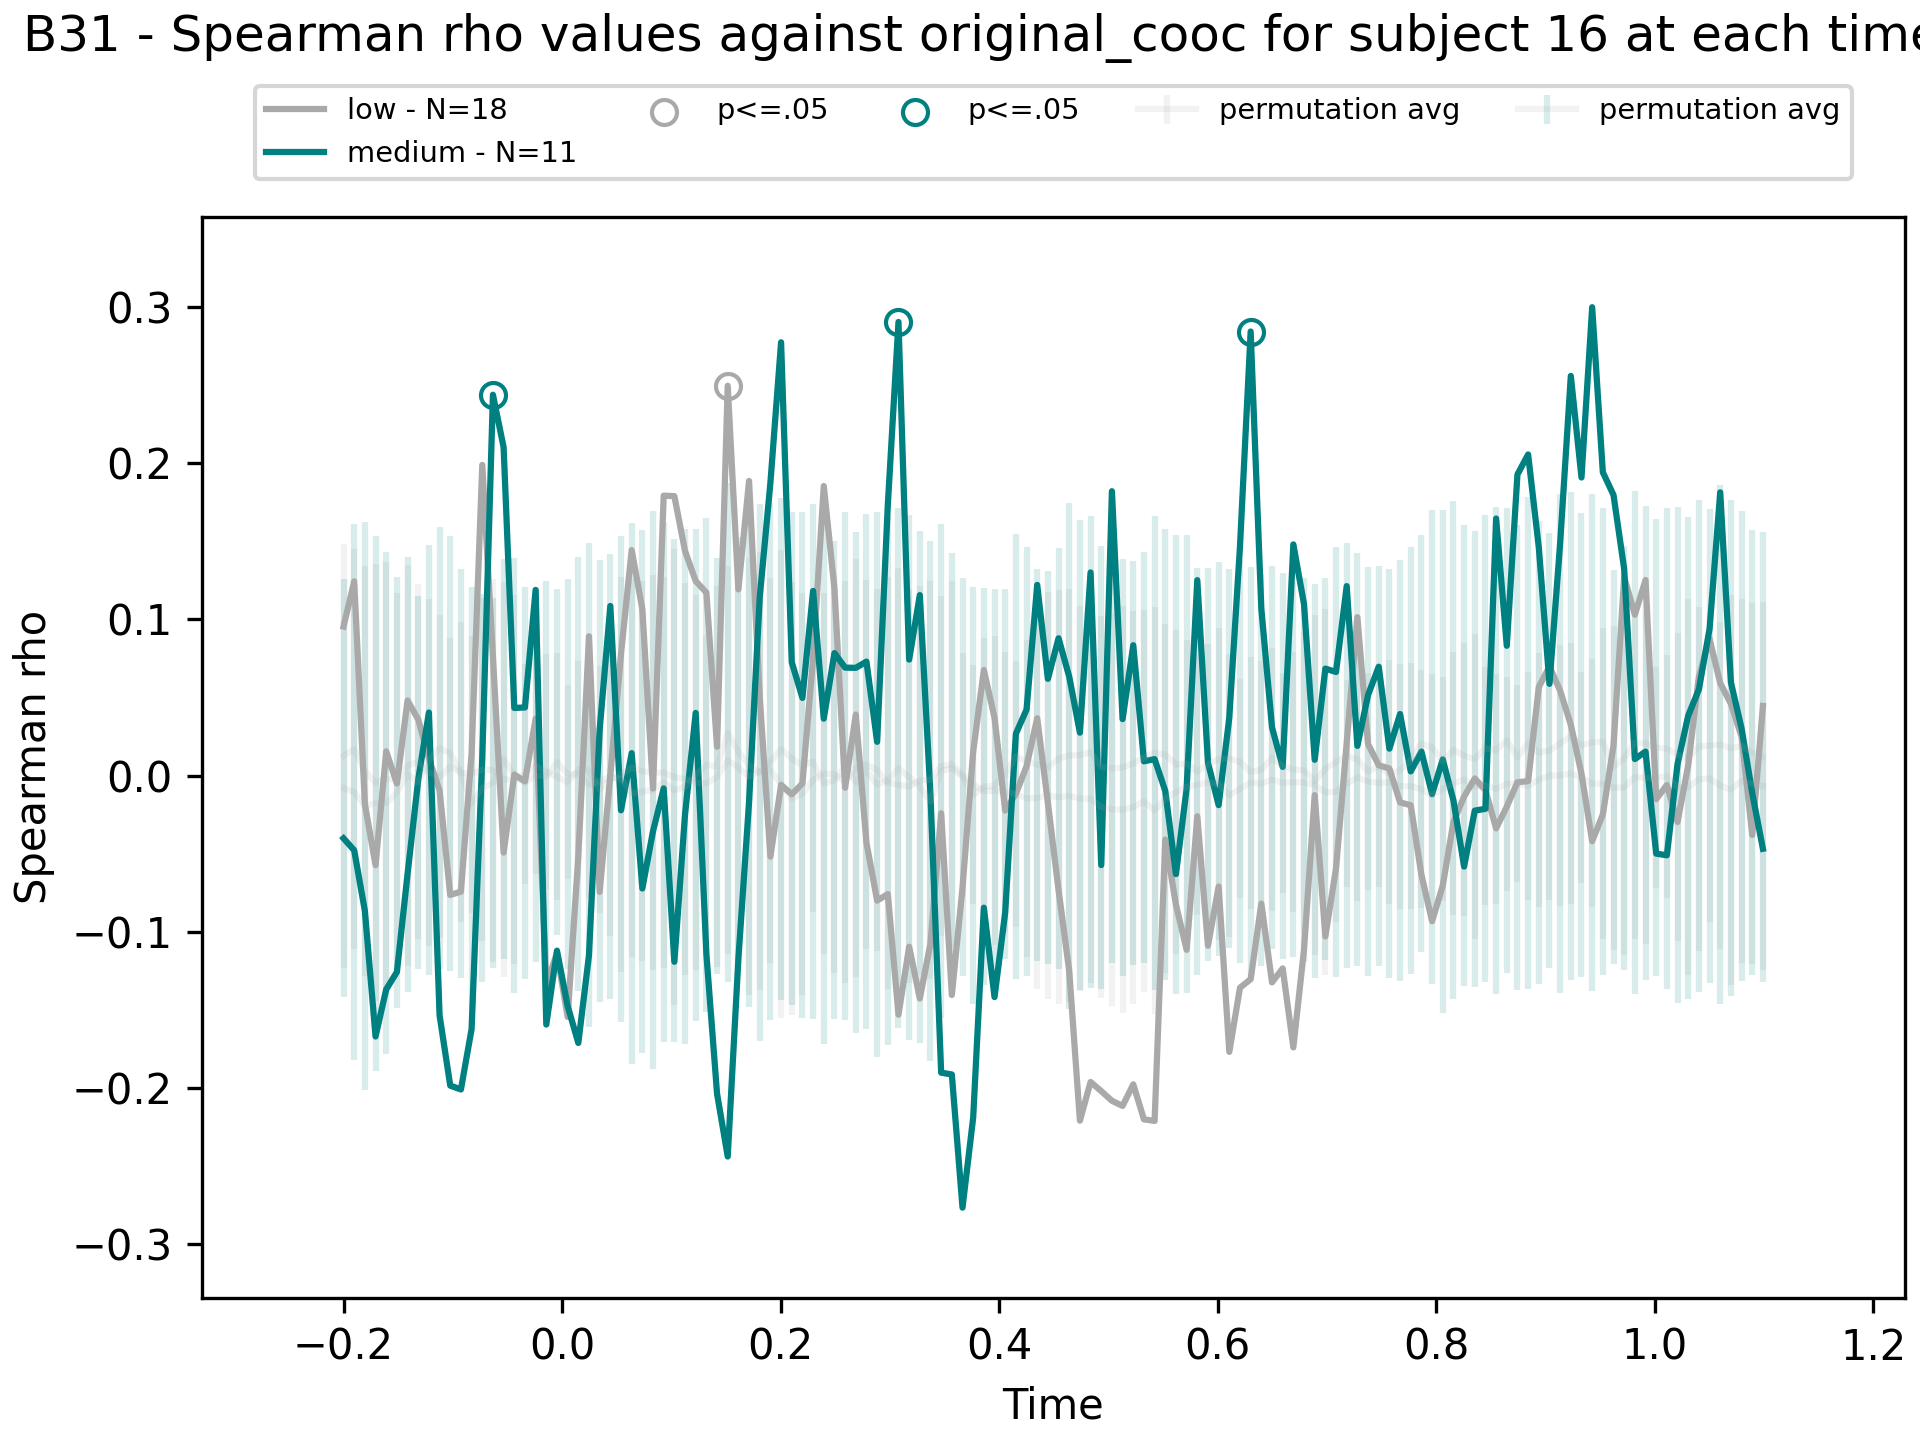 B31 - Spearman rho values against original_cooc for subject 16 at each time
low - N=18
medium - N=11
p<=.05
p<=.05
permutation avg
permutation avg
0.3
0.2
0.1
0.0
−0.1
−0.2
−0.3
Spearman rho
−0.2 0.0 0.2 0.4 0.6 0.8 1.0 1.2
Time